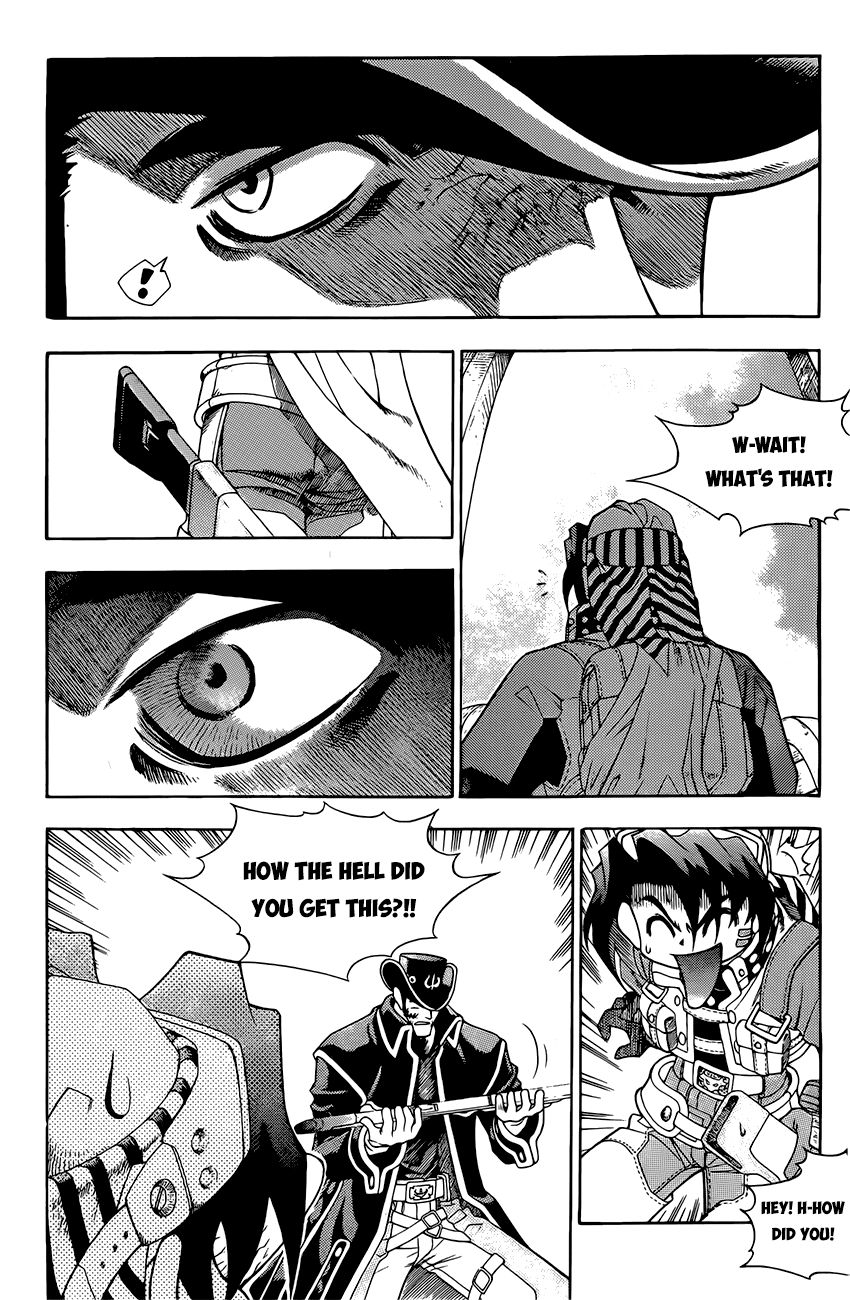 !
W-WAIT!
WHAT'S THAT!
HOW THE HELL DID
YOU GET THIS?!!
HEY! H-HOW
DID YOU!